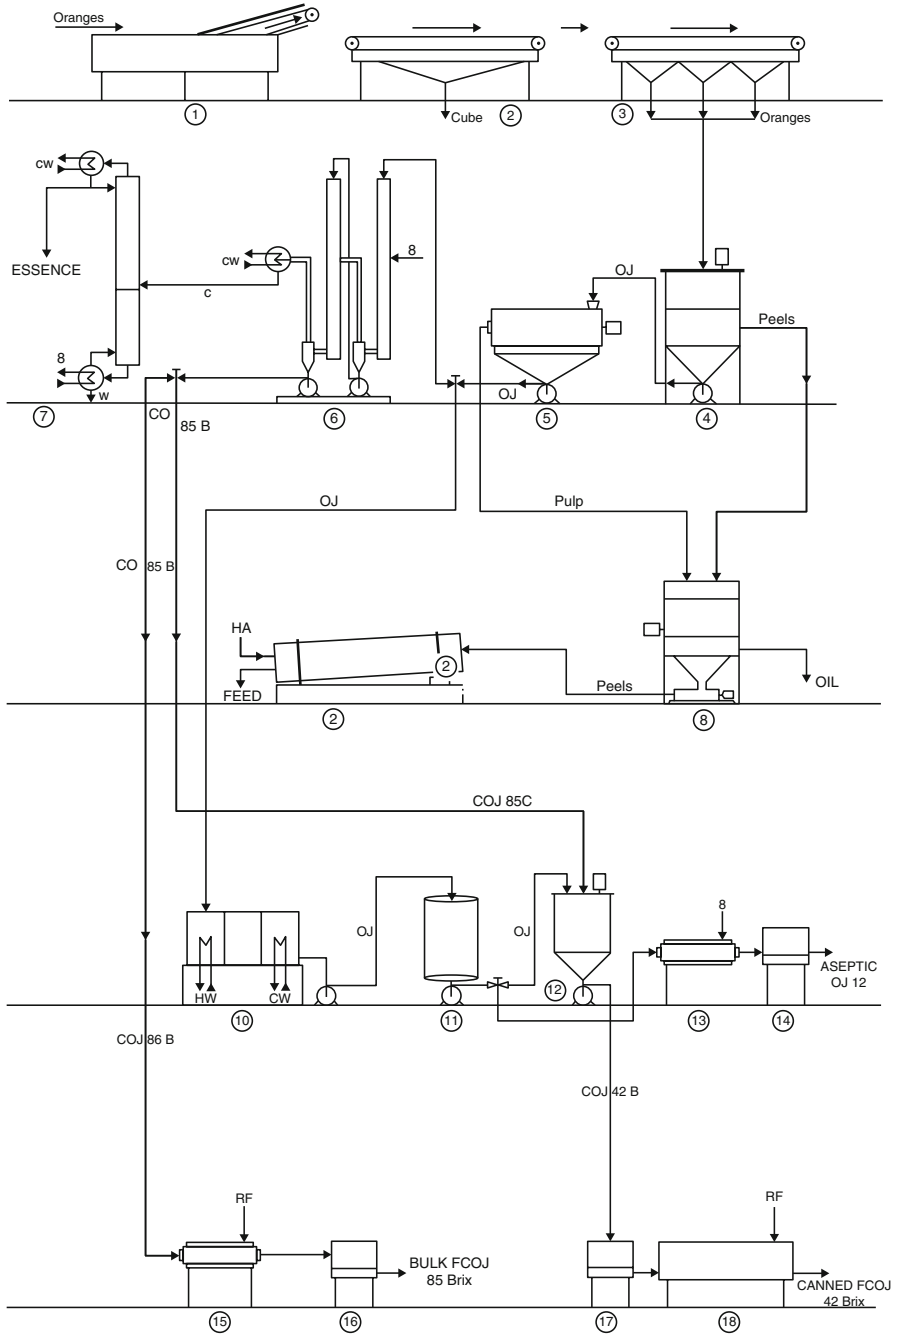 Oranges
1
Cube
2
3
Oranges
cw
ESSENCE
8
w
7
c
cw
8
6
OJ
OJ
5
4
Peels
CO
85 B
OJ
Pulp
CO
85 B
HA
FEED
2
2
Peels
8
OIL
COJ 85C
HW
CW
10
OJ
11
OJ
12
8
13
14
ASEPTIC
OJ 12
COJ 86 B
COJ 42 B
RF
15
16
BULK FCOJ
85 Brix
17
RF
18
CANNED FCOJ
42 Brix